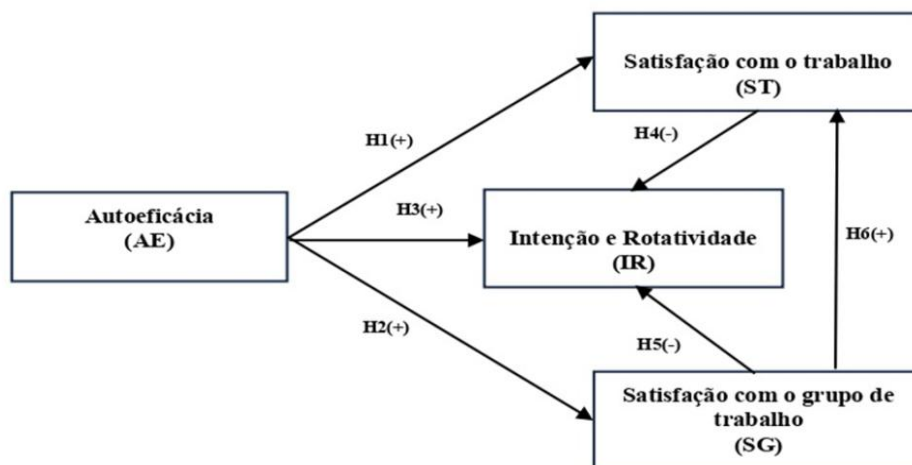 Satisfação com o trabalho
(ST)
H1(+)
H4(-)
Autoeficácia
(AE)
H3(+)
Intenção e Rotatividade
(IR)
H6(+)
H2(+)
H5(-)
Satisfação com o grupo de
trabalho
(SG)